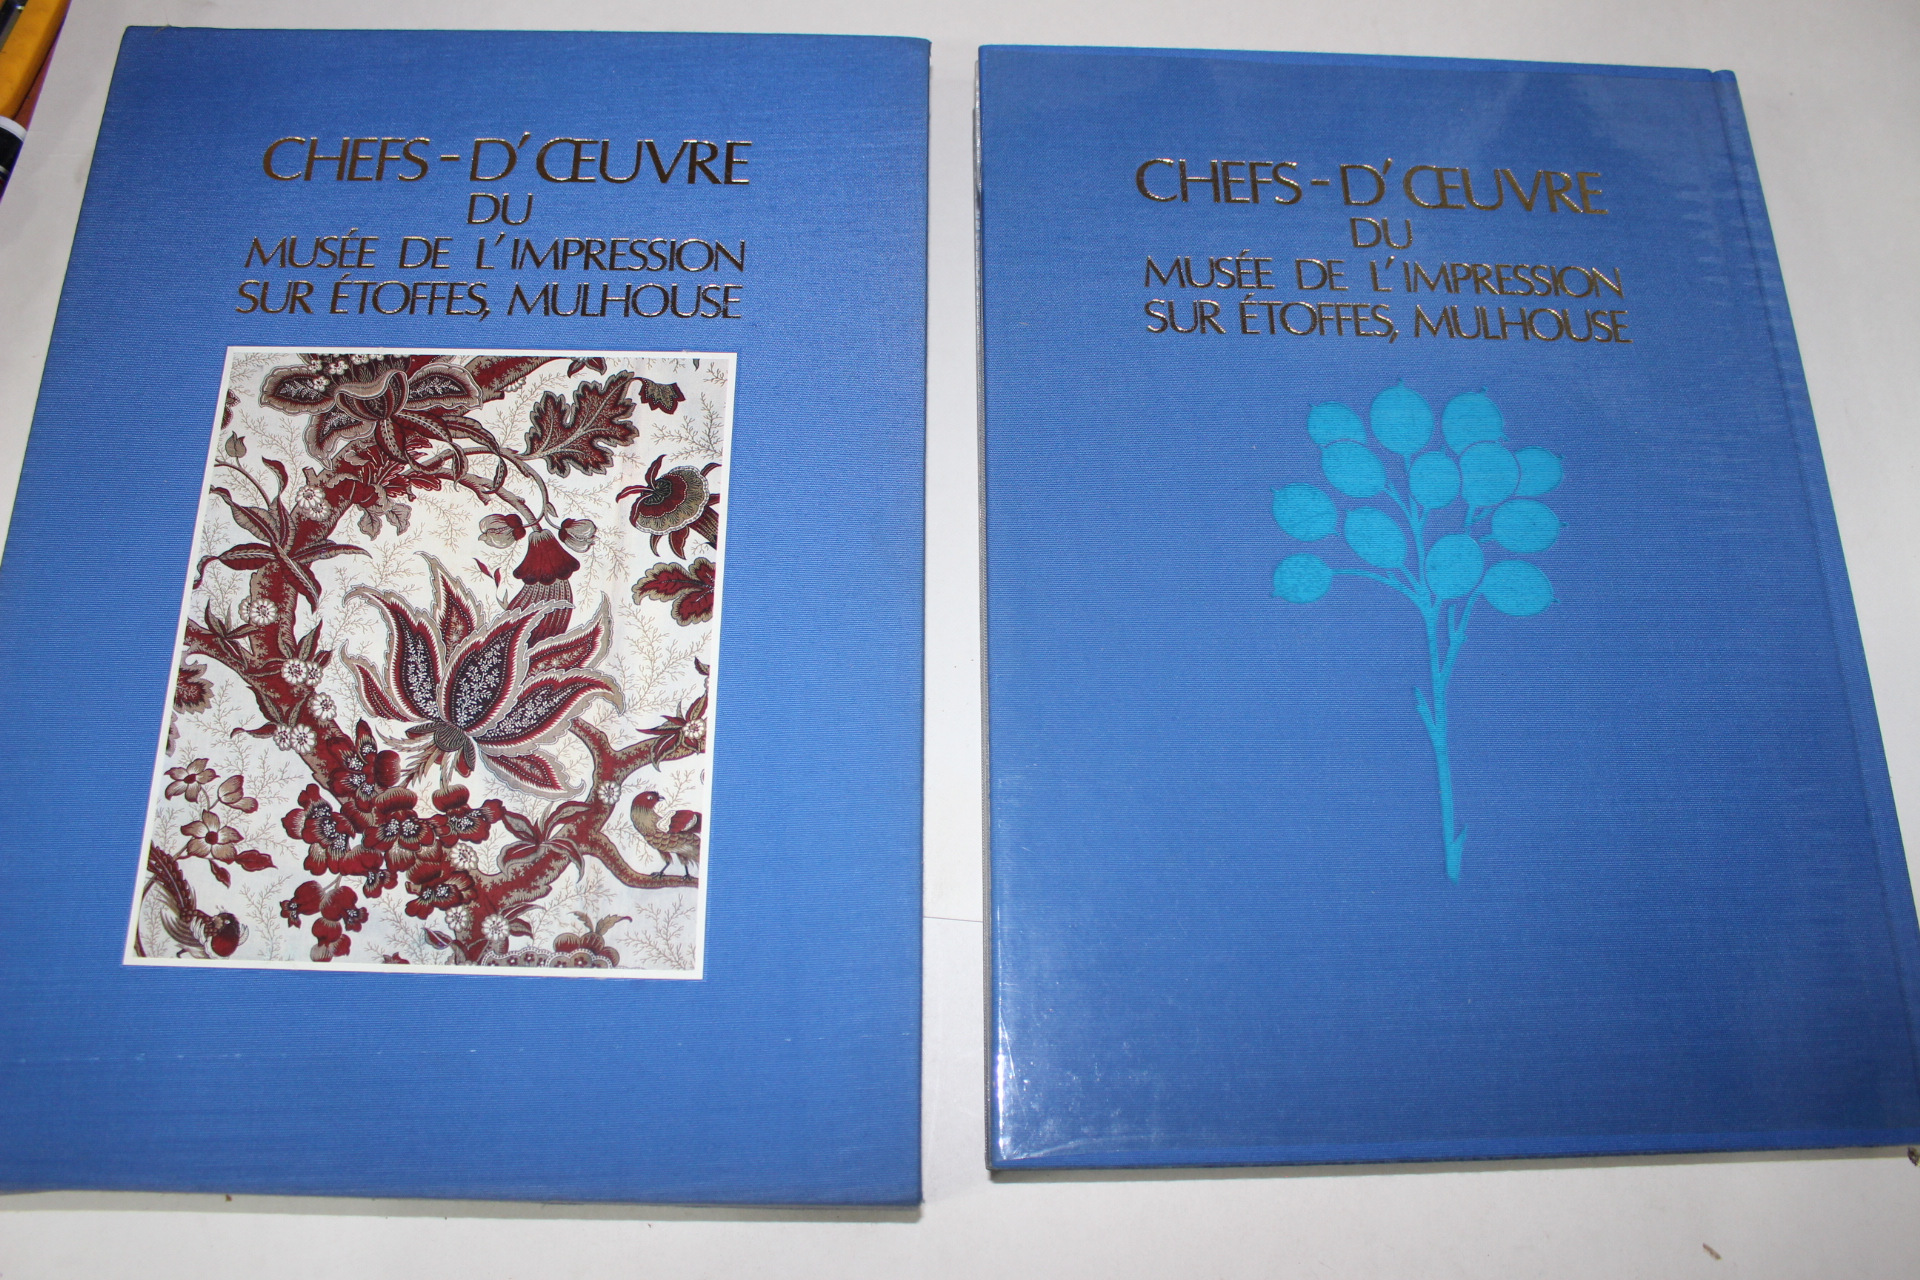 CHEFS-D'ŒUVRE
DU
MUSÉE DE L'IMPRESSION
SUR ÉTOFFES, MULHOUSE
CHEFS-D'ŒUVRE
DU
MUSÉE DE L'IMPRESSION
SUR ÉTOFFES, MULHOUSE